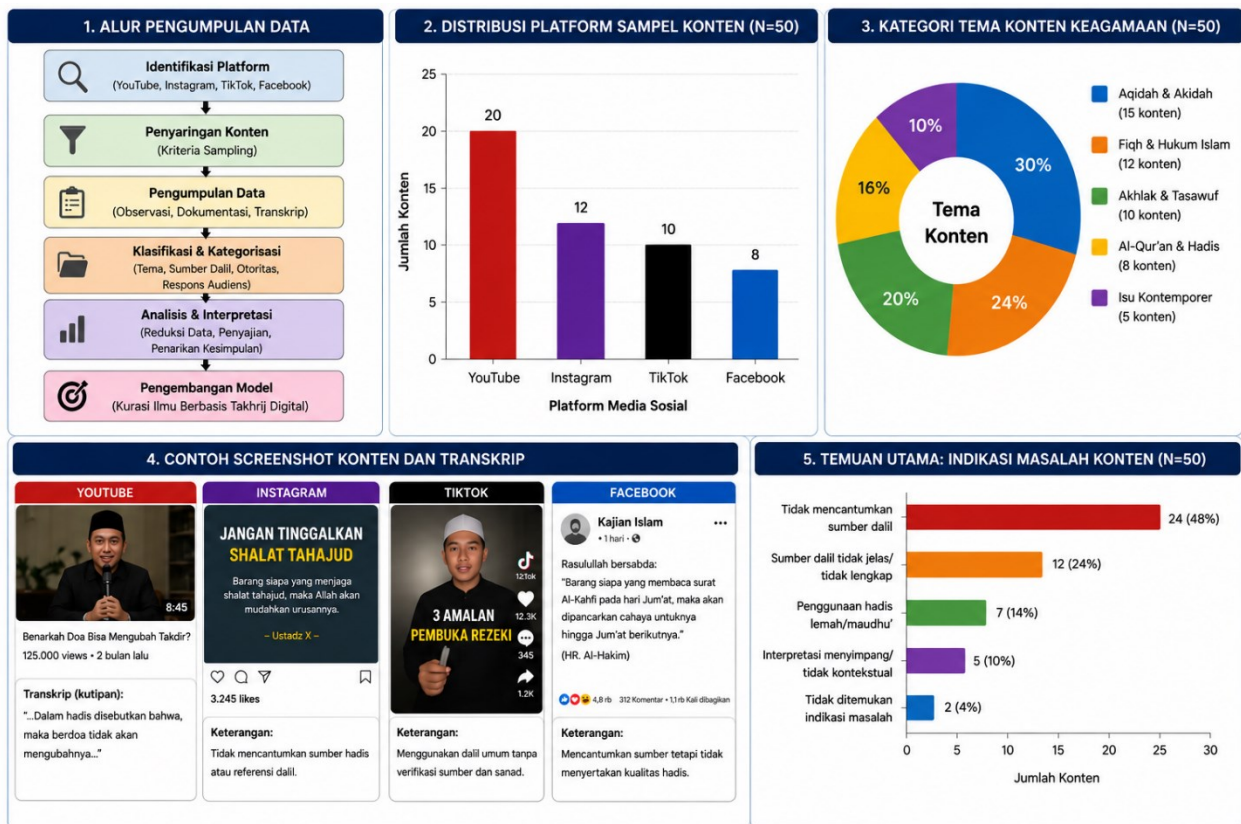 1. ALUR PENGUMPULAN DATA
Identifikasi Platform
(YouTube, Instagram, TikTok, Facebook)
Penyaringan Konten
(Kriteria Sampling)
Pengumpulan Data
(Observasi, Dokumentasi, Transkrip)
Klasifikasi & Kategorisasi
(Tema, Sumber Dalil, Otoritas,
Respons Audiens)
Analisis & Interpretasi
(Reduksi Data, Penyajian,
Penarikan Kesimpulan)
Pengembangan Model
(Kurasi Ilmu Berbasis Takhrij Digital)
2. DISTRIBUSI PLATFORM SAMPEL KONTEN (N=50)
Jumlah Konten
25
20
15
10
5
0
20
12
10
8
YouTube
Instagram
TikTok
Facebook
Platform Media Sosial
3. KATEGORI TEMA KONTEN KEAGAMAAN (N=50)
10%
30%
16%
20%
24%
Tema
Konten
Aqidah & Akidah
(15 konten)
Fiqh & Hukum Islam
(12 konten)
Akhlak & Tasawuf
(10 konten)
Al-Qur'an & Hadis
(8 konten)
Isu Kontemporer
(5 konten)
4. CONTOH SCREENSHOT KONTEN DAN TRANSKRIP
YOUTUBE
8:45
Benarkah Doa Bisa Mengubah Takdir?
125.000 views • 2 bulan lalu
Transkrip (kutipan):
"...Dalam hadis disebutkan bahwa,
maka berdoa tidak akan
mengubahnya..."
INSTAGRAM
JANGAN TINGGALKAN
SHALAT TAHAJUD
Barang siapa yang menjaga
shalat tahajud, maka Allah akan
mudahkan urusannya.
– Ustadz X –
3.245 likes
Keterangan:
Tidak mencantumkan sumber hadis
atau referensi dalil.
TIKTOK
12.3K
345
1.2K
3 AMALAN
PEMBUKA REZEKI
Keterangan:
Menggunakan dalil umum tanpa
verifikasi sumber dan sanad.
FACEBOOK
Kajian Islam
• 1 hari •
Rasulullah bersabda:
"Barang siapa yang membaca surat
Al-Kahfi pada hari Jum'at, maka akan
dipancarkan cahaya untuknya
hingga Jum'at berikutnya."
(HR. Al-Hakim)
4,8 rb 312 Komentar • 1,1 rb Kali dibagikan
Keterangan:
Mencantumkan sumber tetapi tidak
menyertakan kualitas hadis.
5. TEMUAN UTAMA: INDIKASI MASALAH KONTEN (N=50)
Tidak mencantumkan
sumber dalil
24 (48%)
Sumber dalil tidak jelas/
tidak lengkap
12 (24%)
Penggunaan hadis
lemah/maudhu'
7 (14%)
Interpretasi menyimpang/
tidak kontekstual
5 (10%)
Tidak ditemukan
indikasi masalah
2 (4%)
0 5 10 15 20 25 30
Jumlah Konten